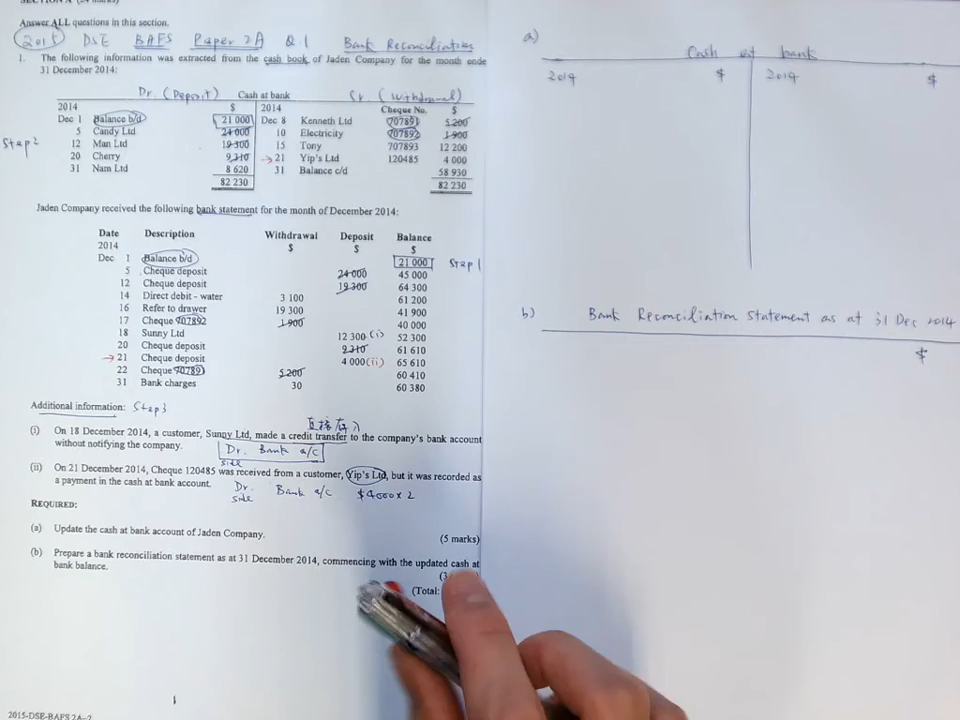 Answer ALL questions in this section.
2015 DSE BAFS Paper 2A Q1 Bank Reconciliation
1. The following information was extracted from the cash book of Jaden Company for the month ende
31 December 2014:
Dr. (Deposit) Cash at bank Cr. (Withdrawal)
2014 $ 2014 Cheque No. $
Dec 1 Balance b/d 21 000 Dec 8 Kenneth Ltd 707891 5 200
5 Candy Ltd 24 000 10 Electricity 707892 1 900
Step2 12 Man Ltd 19 300 15 Tony 707893 12 200
20 Cherry 9 310 → 21 Yip's Ltd 120485 4 000
31 Nam Ltd 8 620 31 Balance c/d 58 930
82 230 82 230
Jaden Company received the following bank statement for the month of December 2014:
Date Description Withdrawal Deposit Balance
2014 $ $ $
Dec 1 Balance b/d 21 000 Step1
5 Cheque deposit 24 000 45 000
12 Cheque deposit 19 300 64 300
14 Direct debit - water 3 100 61 200
16 Refer to drawer 19 300 41 900
17 Cheque 707892 1 900 40 000
18 Sunny Ltd 12 300 (i) 52 300
20 Cheque deposit 9 310 61 610
→ 21 Cheque deposit 4 000 (ii) 65 610
22 Cheque 707891 5 200 60 410
31 Bank charges 30 60 380
Additional information: Step3
直接存入
(i) On 18 December 2014, a customer, Sunny Ltd, made a credit transfer to the company's bank account
without notifying the company. Dr. Bank a/c
side
(ii) On 21 December 2014, Cheque 120485 was received from a customer, Yip's Ltd, but it was recorded as
a payment in the cash at bank account. Dr. Bank a/c $4000 x 2
side
REQUIRED:
(a) Update the cash at bank account of Jaden Company.
(5 marks)
(b) Prepare a bank reconciliation statement as at 31 December 2014, commencing with the updated cash at
bank balance.
(Total:
1
2015-DSE-BAFS 2A-2
a)
Cash at bank
2014 $ 2014 $
b) Bank Reconciliation Statement as at 31 Dec 2014
$